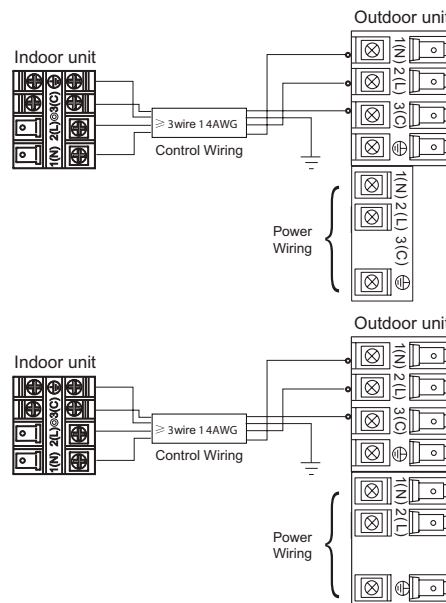 Outdoor unit
Indoor unit
1(N) 2(L) 3(C)
1(N) 2(L) 3(C)
≥ 3wire 14AWG
Control Wiring
1(N) 2(L) 3(C)
Power
Wiring
Outdoor unit
Indoor unit
1(N) 2(L) 3(C)
1(N) 2(L) 3(C)
≥ 3wire 14AWG
Control Wiring
1(N) 2(L)
Power
Wiring